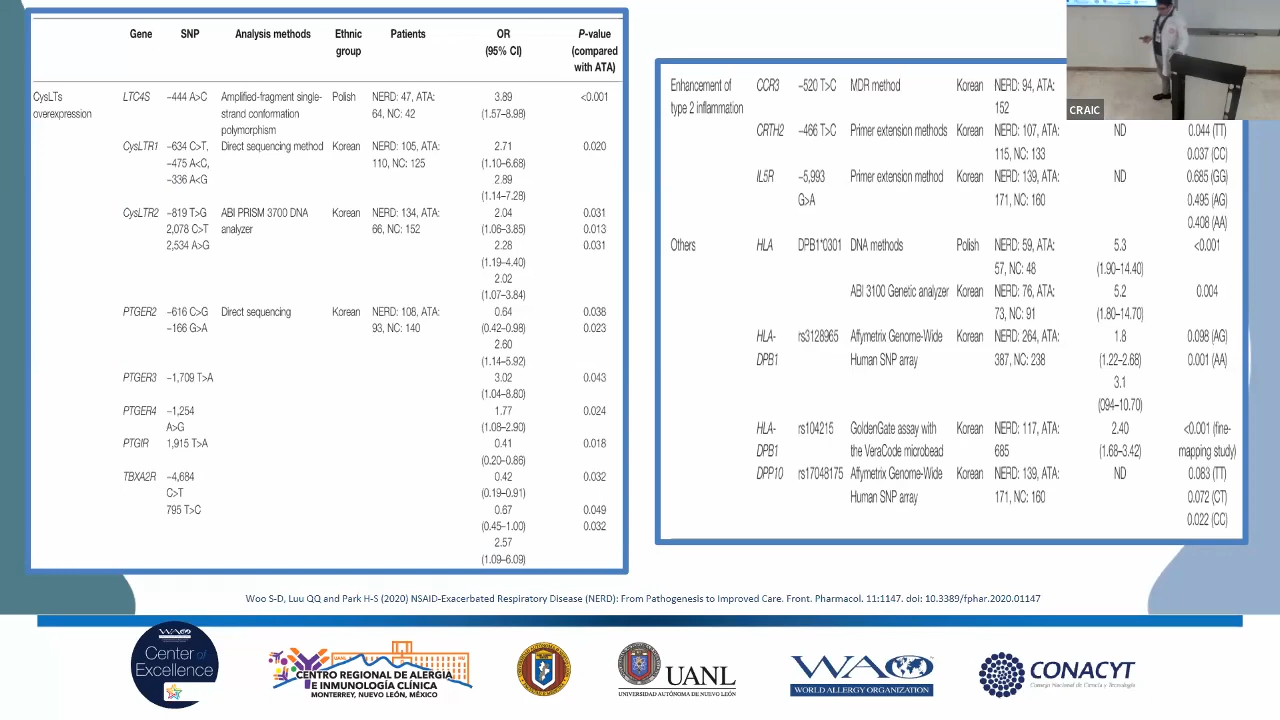 Gene SNP Analysis methods Ethnic Patients OR P-value
group (95% CI) (compared
with ATA)
CysLTs LTC4S −444 A>C Amplified-fragment single- Polish NERD: 47, ATA: 3.89 <0.001
overexpression strand conformation 64, NC: 42 (1.57–8.98)
polymorphism
CysLTR1 −634 C>T, Direct sequencing method Korean NERD: 105, ATA: 2.71 0.020
−475 A<C, 110, NC: 125 (1.10–6.68)
−336 A<G 2.89
(1.14–7.28)
CysLTR2 −819 T>G ABI PRISM 3700 DNA Korean NERD: 134, ATA: 2.04 0.031
2,078 C>T analyzer 66, NC: 152 (1.06–3.85) 0.013
2,534 A>G 2.28 0.031
(1.19–4.40)
2.02
(1.07–3.84)
PTGER2 −616 C>G Direct sequencing Korean NERD: 108, ATA: 0.64 0.038
−166 G>A 93, NC: 140 (0.42–0.98) 0.023
2.60
(1.14–5.92)
PTGER3 −1,709 T>A 3.02 0.043
(1.04–8.80)
PTGER4 −1,254 1.77 0.024
A>G (1.08–2.90)
PTGIR 1,915 T>A 0.41 0.018
(0.20–0.86)
TBXA2R −4,684 0.42 0.032
C>T (0.19–0.91)
795 T>C 0.67 0.049
(0.45–1.00) 0.032
2.57
(1.09–6.09)
Enhancement of CCR3 −520 T>C MDR method Korean NERD: 94, ATA:
type 2 inflammation 152
CRTH2 −466 T>C Primer extension methods Korean NERD: 107, ATA: ND 0.044 (TT)
115, NC: 133 0.037 (CC)
IL5R −5,993 Primer extension method Korean NERD: 139, ATA: ND 0.685 (GG)
G>A 171, NC: 160 0.495 (AG)
0.408 (AA)
Others HLA DPB1*0301 DNA methods Polish NERD: 59, ATA: 5.3 <0.001
57, NC: 48 (1.90–14.40)
ABI 3100 Genetic analyzer Korean NERD: 76, ATA: 5.2 0.004
73, NC: 91 (1.80–14.70)
HLA- rs3128965 Affymetrix Genome-Wide Korean NERD: 264, ATA: 1.8 0.098 (AG)
DPB1 Human SNP array 387, NC: 238 (1.22–2.68) 0.001 (AA)
3.1
(094–10.70)
HLA- rs104215 GoldenGate assay with Korean NERD: 117, ATA: 2.40 <0.001 (fine-
DPB1 the VeraCode microbead 685 (1.68–3.42) mapping study)
DPP10 rs17048175 Affymetrix Genome-Wide Korean NERD: 139, ATA: ND 0.083 (TT)
Human SNP array 171, NC: 160 0.072 (CT)
0.022 (CC)
CRAIC
Woo S-D, Luu QQ and Park H-S (2020) NSAID-Exacerbated Respiratory Disease (NERD): From Pathogenesis to Improved Care. Front. Pharmacol. 11:1147. doi: 10.3389/fphar.2020.01147
WAO
Center of
Excellence
UANL
CENTRO REGIONAL DE ALERGIA
E INMUNOLOGÍA CLÍNICA
MONTERREY, NUEVO LEÓN, MÉXICO
UANL
UNIVERSIDAD AUTÓNOMA DE NUEVO LEÓN
WAO
WORLD ALLERGY ORGANIZATION
CONACYT
Consejo Nacional de Ciencia y Tecnología